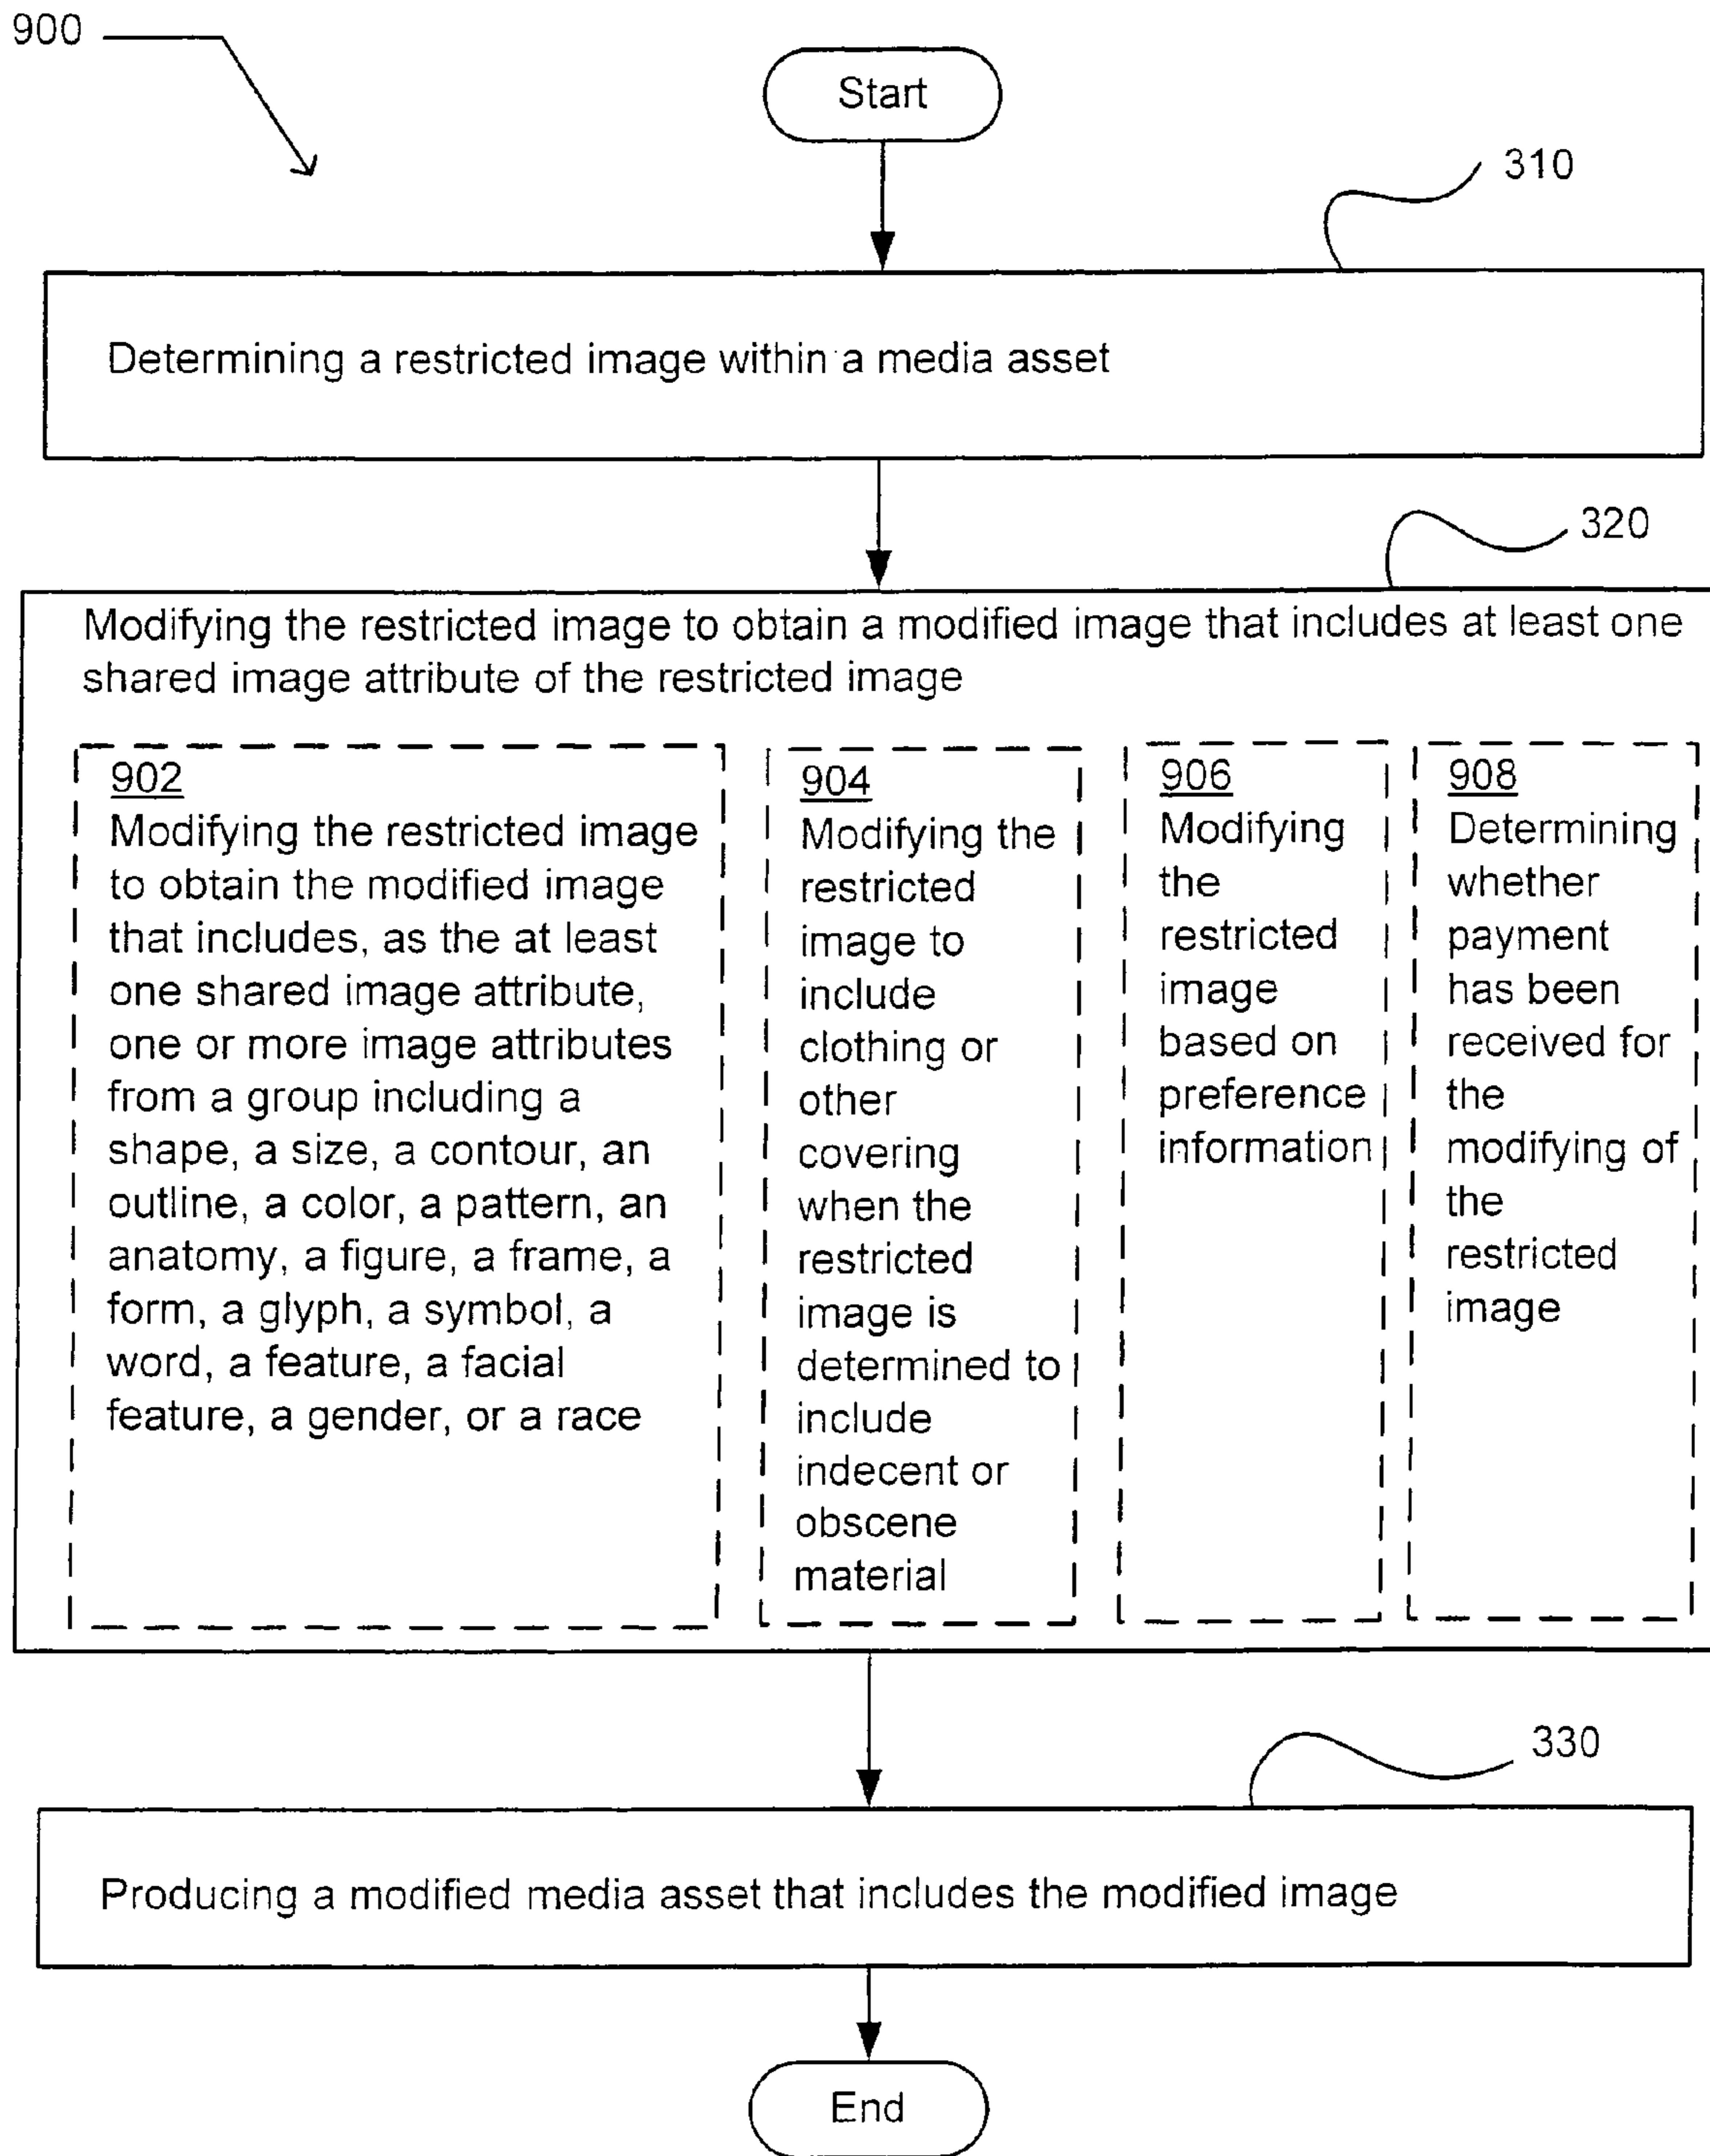 900
Start
310
Determining a restricted image within a media asset
320
Modifying the restricted image to obtain a modified image that includes at least one
shared image attribute of the restricted image
902
Modifying the restricted image
to obtain the modified image
that includes, as the at least
one shared image attribute,
one or more image attributes
from a group including a
shape, a size, a contour, an
outline, a color, a pattern, an
anatomy, a figure, a frame, a
form, a glyph, a symbol, a
word, a feature, a facial
feature, a gender, or a race
904
Modifying the
restricted
image to
include
clothing or
other
covering
when the
restricted
image is
determined to
include
indecent or
obscene
material
906
Modifying
the
restricted
image
based on
preference
information
908
Determining
whether
payment
has been
received for
the
modifying of
the
restricted
image
330
Producing a modified media asset that includes the modified image
End